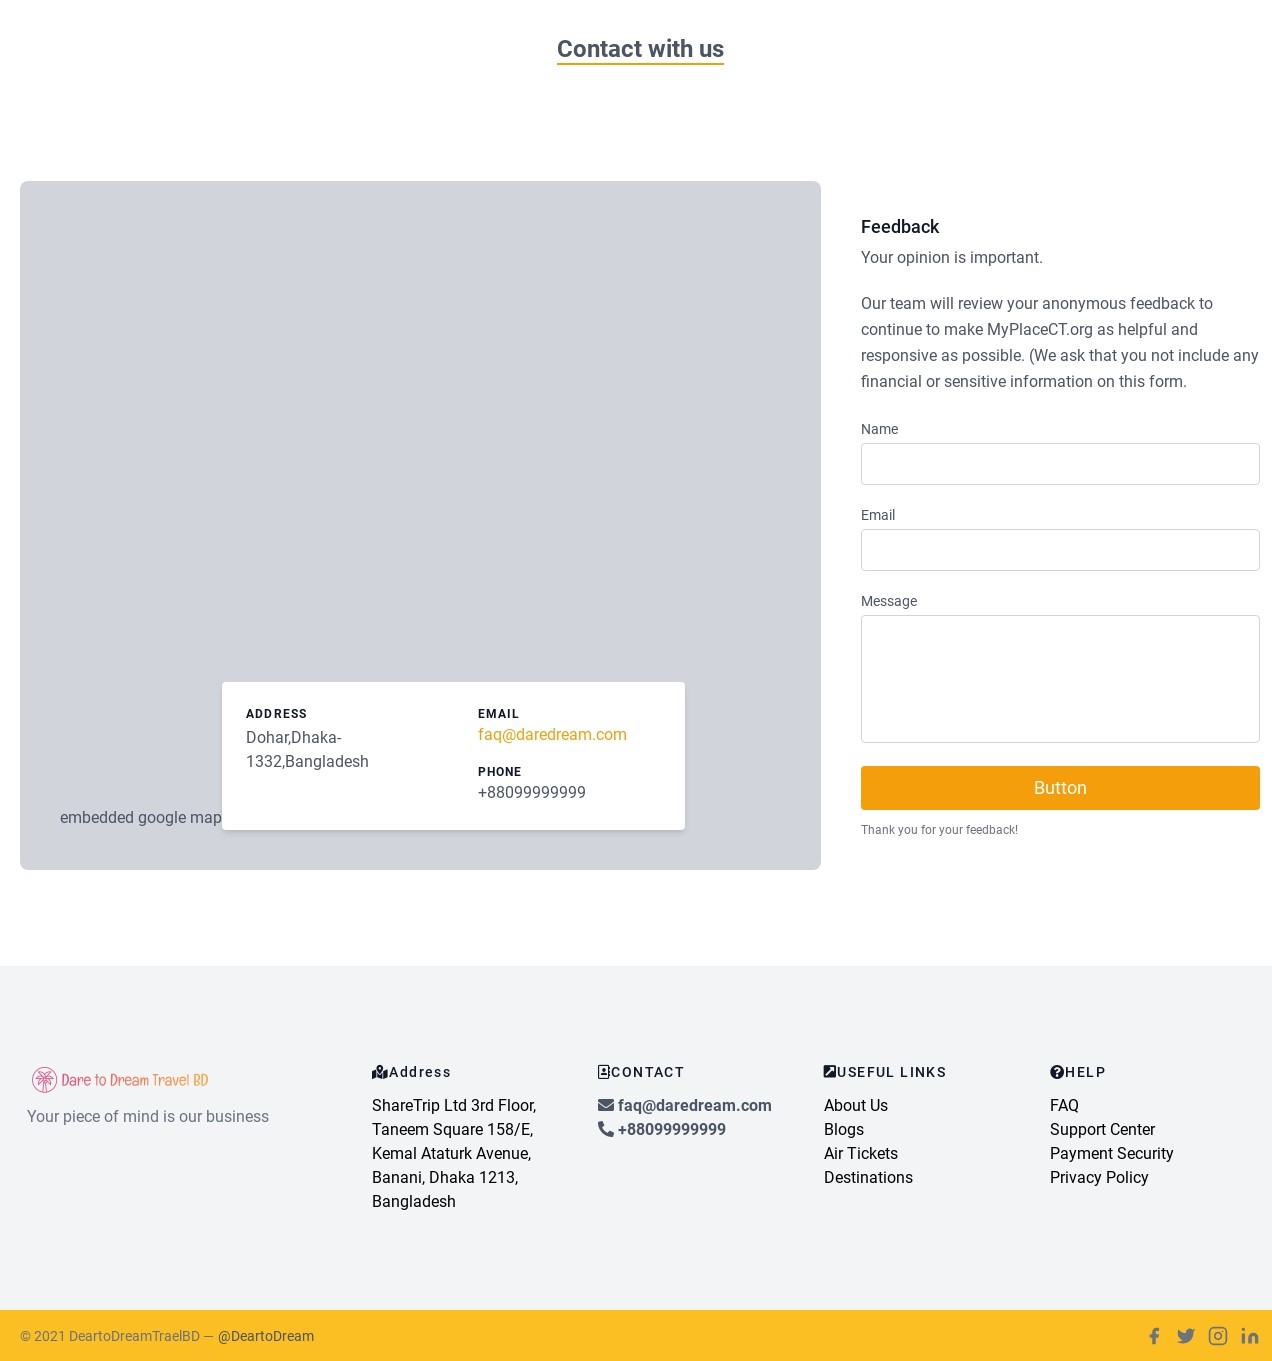 Contact with us
Feedback
Your opinion is important.
Our team will review your anonymous feedback to
continue to make MyPlaceCT.org as helpful and
responsive as possible. (We ask that you not include any
financial or sensitive information on this form.
Name
Email
Message
Button
Thank you for your feedback!
ADDRESS
Dohar,Dhaka-
1332,Bangladesh
EMAIL
faq@daredream.com
PHONE
+88099999999
embedded google map
Dare to Dream Travel BD
Your piece of mind is our business
Address
ShareTrip Ltd 3rd Floor,
Taneem Square 158/E,
Kemal Ataturk Avenue,
Banani, Dhaka 1213,
Bangladesh
CONTACT
faq@daredream.com
+88099999999
USEFUL LINKS
About Us
Blogs
Air Tickets
Destinations
HELP
FAQ
Support Center
Payment Security
Privacy Policy
© 2021 DeartoDreamTraelBD — @DeartoDream